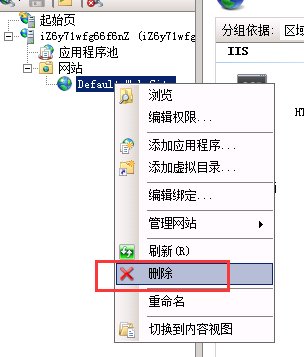 起始页
分组依据: 区域
iZ6y71wfg66f6nZ (iZ6y71wfg
IIS
应用程序池
网站
Default Web Site
浏览
编辑权限...
HT
添加应用程序...
添加虚拟目录...
编辑绑定...
管理网站
刷新(R)
删除
重命名
切换到内容视图